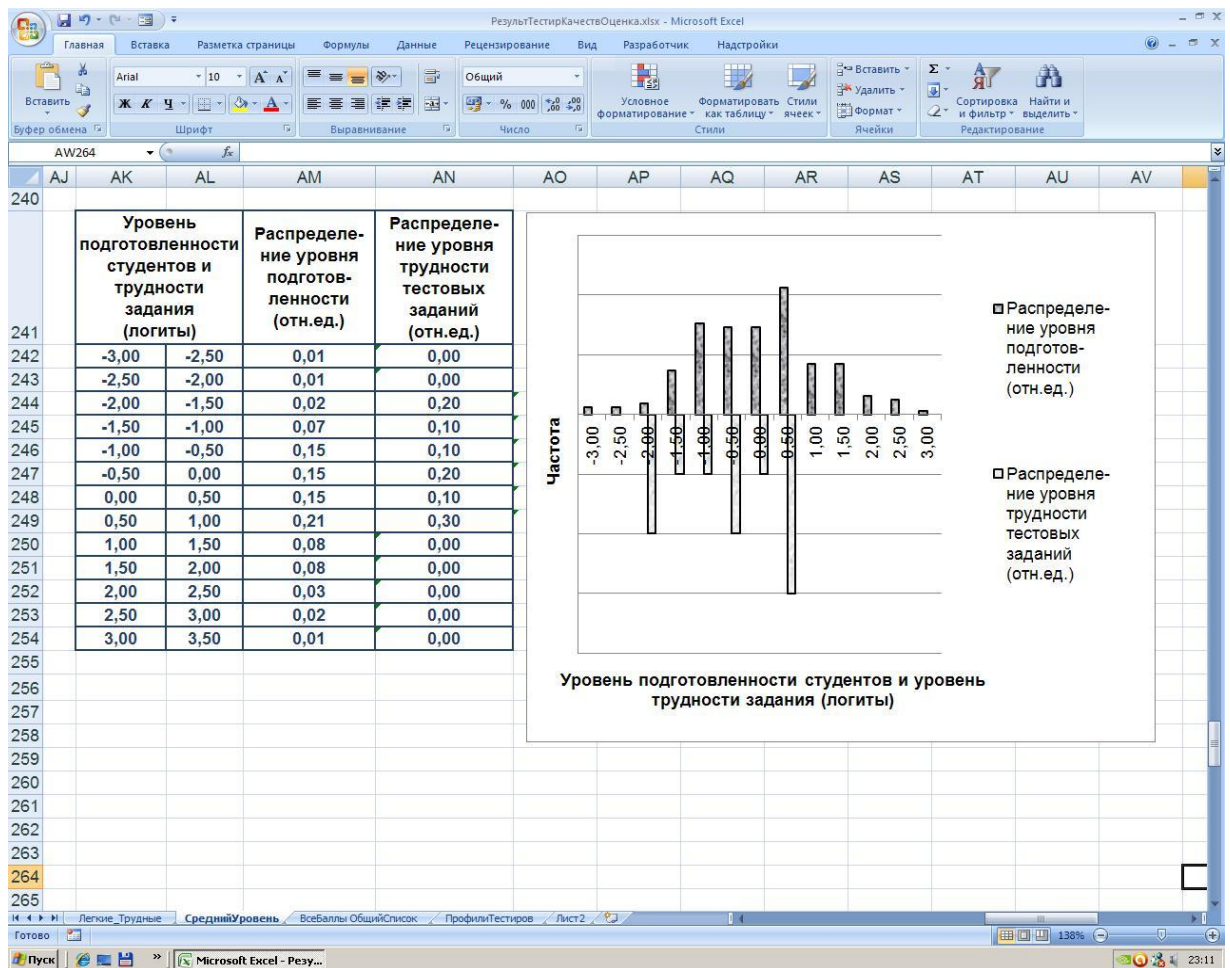 РезультТестирКачествОценка.xlsx - Microsoft Excel
Главная Вставка Разметка страницы Формулы Данные Рецензирование Вид Разработчик Надстройки
Вставить
Arial 10
Ж К Ч
Общий
% 000
Условное форматирование
Форматировать как таблицу
Стили ячеек
Вставить
Удалить
Формат
Σ
Сортировка и фильтр
Найти и выделить
Буфер обмена Шрифт Выравнивание Число Стили Ячейки Редактирование
AW264 fx
AJ AK AL AM AN AO AP AQ AR AS AT AU AV
240
241
Уровень
подготовленности
студентов и
трудности
задания
(логиты)
Распределе-
ние уровня
подготов-
ленности
(отн.ед.)
Распределе-
ние уровня
трудности
тестовых
заданий
(отн.ед.)
242 -3,00 -2,50 0,01 0,00
243 -2,50 -2,00 0,01 0,00
244 -2,00 -1,50 0,02 0,20
245 -1,50 -1,00 0,07 0,10
246 -1,00 -0,50 0,15 0,10
247 -0,50 0,00 0,15 0,20
248 0,00 0,50 0,15 0,10
249 0,50 1,00 0,21 0,30
250 1,00 1,50 0,08 0,00
251 1,50 2,00 0,08 0,00
252 2,00 2,50 0,03 0,00
253 2,50 3,00 0,02 0,00
254 3,00 3,50 0,01 0,00
255
256
257
258
259
260
261
262
263
264
265
Частота
-3,00 -2,50 -2,00 -1,50 -1,00 -0,50 0,00 0,50 1,00 1,50 2,00 2,50 3,00
Уровень подготовленности студентов и уровень
трудности задания (логиты)
Распределе-
ние уровня
подготов-
ленности
(отн.ед.)
Распределе-
ние уровня
трудности
тестовых
заданий
(отн.ед.)
Легкие_Трудные СреднийУровень ВсеБаллы ОбщийСписок ПрофилиТестиров Лист2
Готово 138%
Пуск » Microsoft Excel - Резу... 23:11